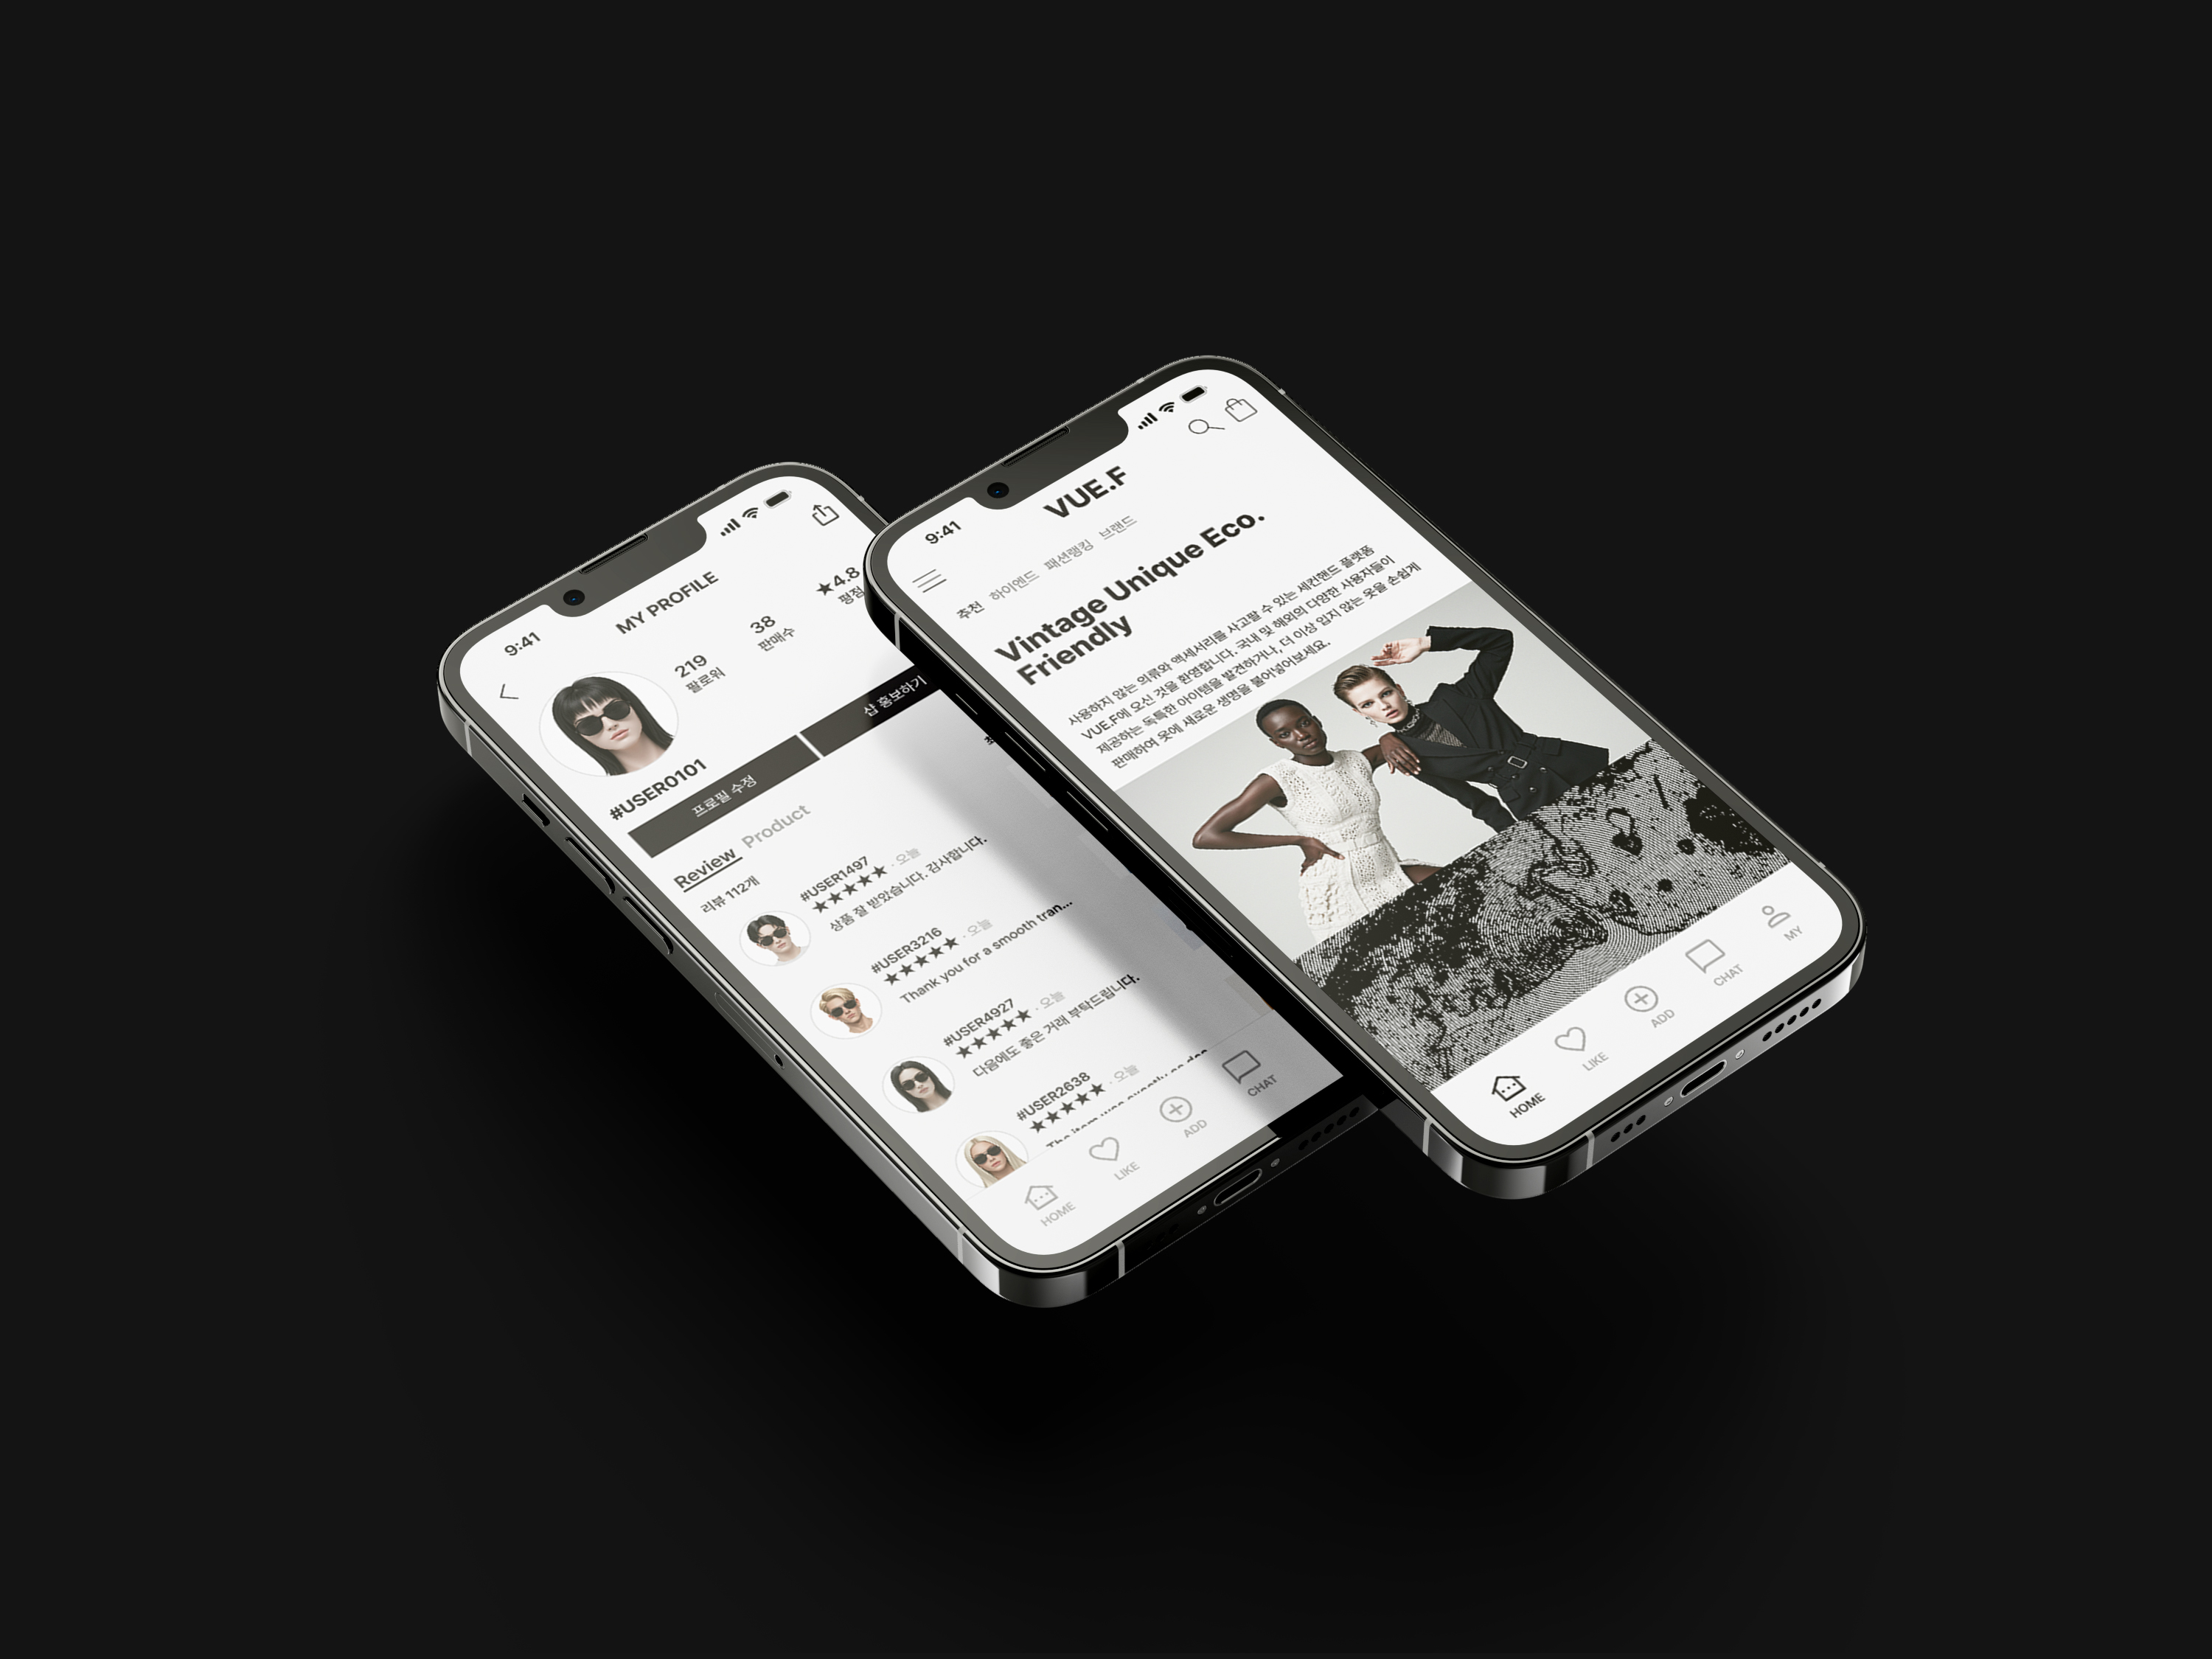 9:41
MY PROFILE
219
팔로워
38
판매수
★4.8
평점
#USER0101
프로필 수정
샵 홍보하기
Review Product
리뷰 112개
#USER1497
★★★★★ · 오늘
상품 잘 받았습니다. 감사합니다.
#USER3216
★★★★★ · 오늘
Thank you for a smooth tran...
#USER4927
★★★★★ · 오늘
다음에도 좋은 거래 부탁드립니다.
#USER2638
★★★★★ · 오늘
HOME
LIKE
ADD
CHAT
9:41
VUE.F
추천 하이엔드 패션랭킹 브랜드
Vintage Unique Eco.
Friendly
사용하지 않는 의류와 액세서리를 사고팔 수 있는 세컨핸드 플랫폼
VUE.F에 오신 것을 환영합니다. 국내 및 해외의 다양한 사용자들이
제공하는 독특한 아이템을 발견하거나, 더 이상 입지 않는 옷을 손쉽게
판매하여 옷에 새로운 생명을 불어넣어보세요.
HOME
LIKE
ADD
CHAT
MY